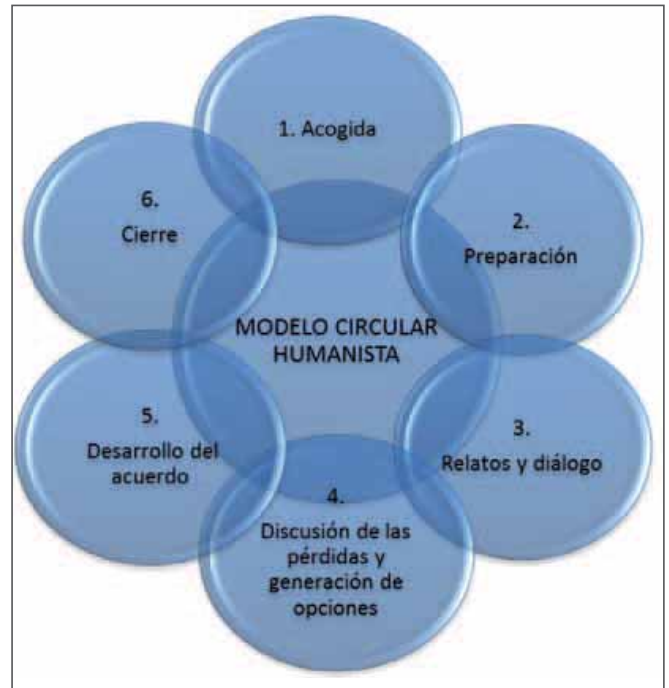 1. Acogida
2.
Preparación
3.
Relatos y diálogo
4.
Discusión de las
pérdidas y
generación de
opciones
5.
Desarrollo del
acuerdo
6.
Cierre
MODELO CIRCULAR
HUMANISTA